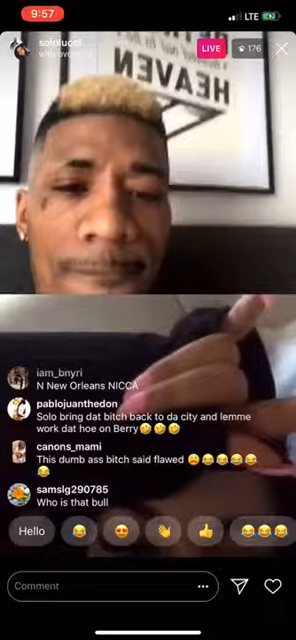 9:57
LTE
sololucci
LIVE
176
HEAVEN
iam_bnyri
N New Orleans NICCA
pablojuanthedon
Solo bring dat bitch back to da city and lemme
work dat hoe on Berry🤣🤣🤣
canons_mami
This dumb ass bitch said flawed 😩😂😂😂😂😂
😂
samslg290785
Who is that bull
Hello
Comment